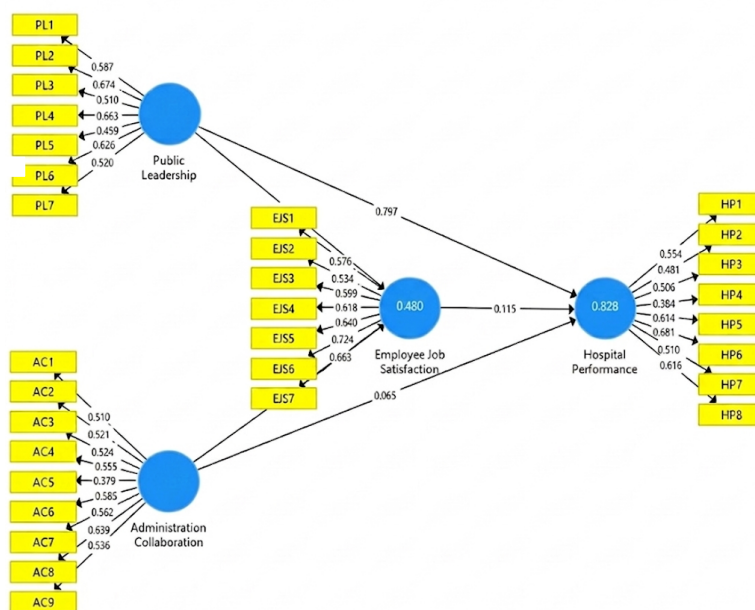 PL1
PL2
PL3
PL4
PL5
PL6
PL7
0.587
0.674
0.510
0.663
0.459
0.626
0.520
Public
Leadership
0.797
EJS1
EJS2
EJS3
EJS4
EJS5
EJS6
EJS7
0.576
0.534
0.599
0.618
0.640
0.724
0.663
0.480
Employee Job
Satisfaction
0.115
0.065
0.828
Hospital
Performance
HP1
HP2
HP3
HP4
HP5
HP6
HP7
HP8
0.554
0.481
0.506
0.384
0.614
0.681
0.510
0.616
AC1
AC2
AC3
AC4
AC5
AC6
AC7
AC8
AC9
0.510
0.521
0.524
0.555
0.379
0.585
0.562
0.639
0.536
Administration
Collaboration